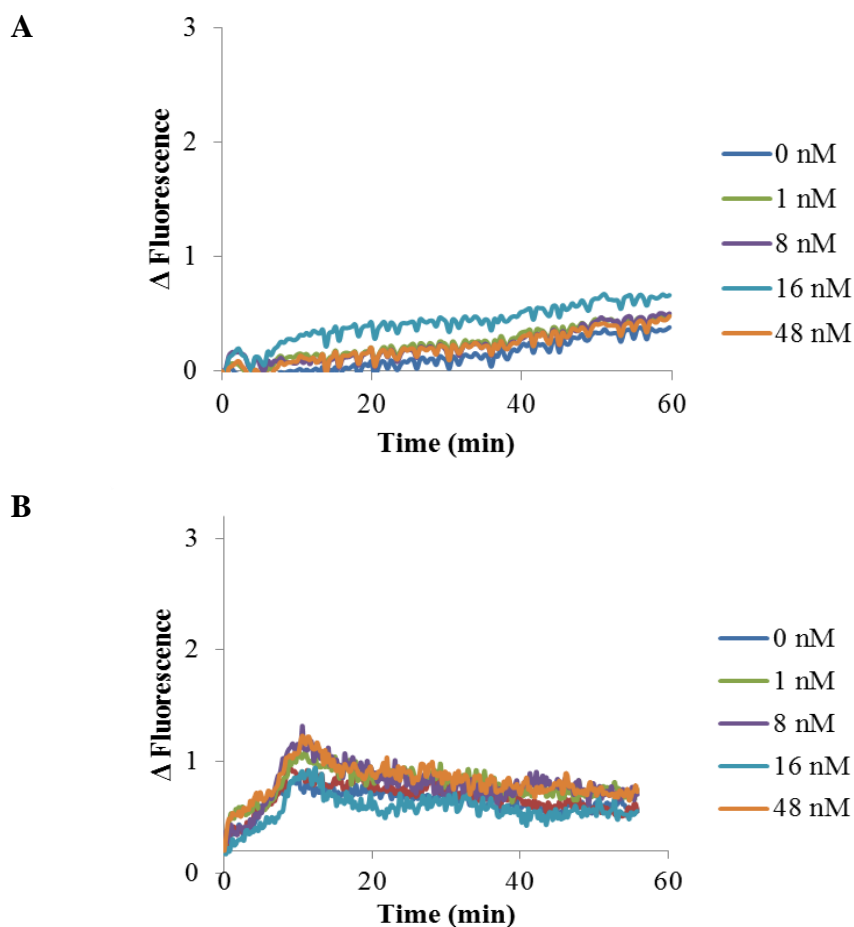 A
3
2
1
0
Δ Fluorescence
0 20 40 60
Time (min)
0 nM
1 nM
8 nM
16 nM
48 nM
B
3
2
1
0
Δ Fluorescence
0 20 40 60
Time (min)
0 nM
1 nM
8 nM
16 nM
48 nM